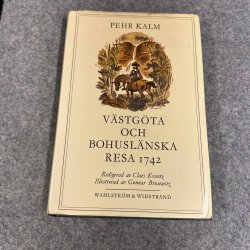 PEHR KALM
VÄSTGÖTA
OCH
BOHUSLÄNSKA
RESA 1742
Redigerad av Claes Krantz
Illustrerad av Gunnar Brusewitz
WAHLSTRÖM & WIDSTRAND